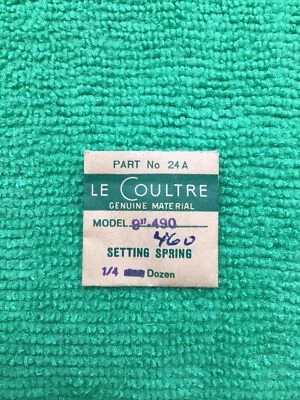 PART No 24A
LE COULTRE
GENUINE MATERIAL
MODEL 9''' 490
460
SETTING SPRING
1/4 Dozen